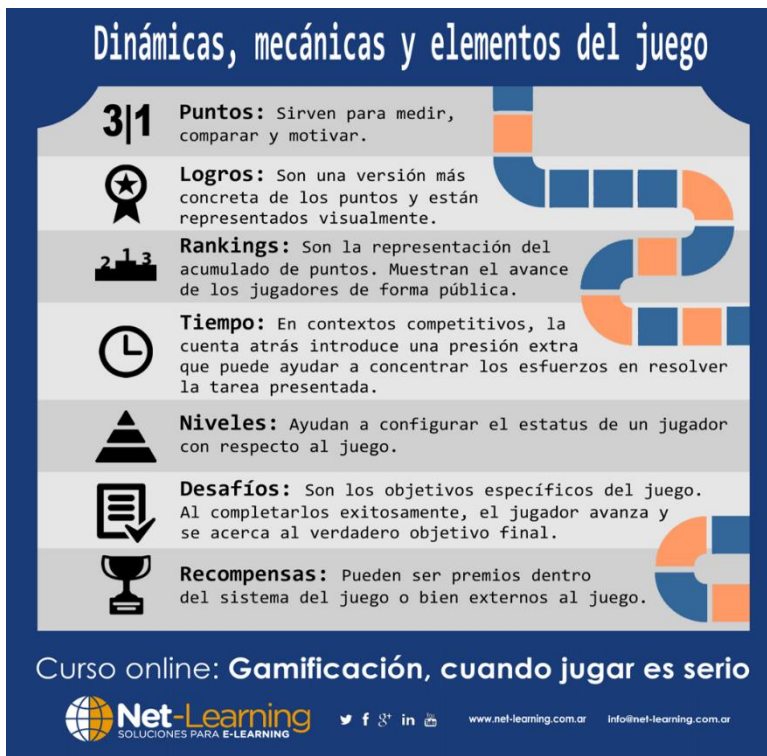 Dinámicas, mecánicas y elementos del juego
3|1
Puntos: Sirven para medir,
comparar y motivar.
Logros: Son una versión más
concreta de los puntos y están
representados visualmente.
2 1 3
Rankings: Son la representación del
acumulado de puntos. Muestran el avance
de los jugadores de forma pública.
Tiempo: En contextos competitivos, la
cuenta atrás introduce una presión extra
que puede ayudar a concentrar los esfuerzos en resolver
la tarea presentada.
Niveles: Ayudan a configurar el estatus de un jugador
con respecto al juego.
Desafíos: Son los objetivos específicos del juego.
Al completarlos exitosamente, el jugador avanza y
se acerca al verdadero objetivo final.
Recompensas: Pueden ser premios dentro
del sistema del juego o bien externos al juego.
Curso online: Gamificación, cuando jugar es serio
Net-Learning
SOLUCIONES PARA E-LEARNING
www.net-learning.com.ar info@net-learning.com.ar